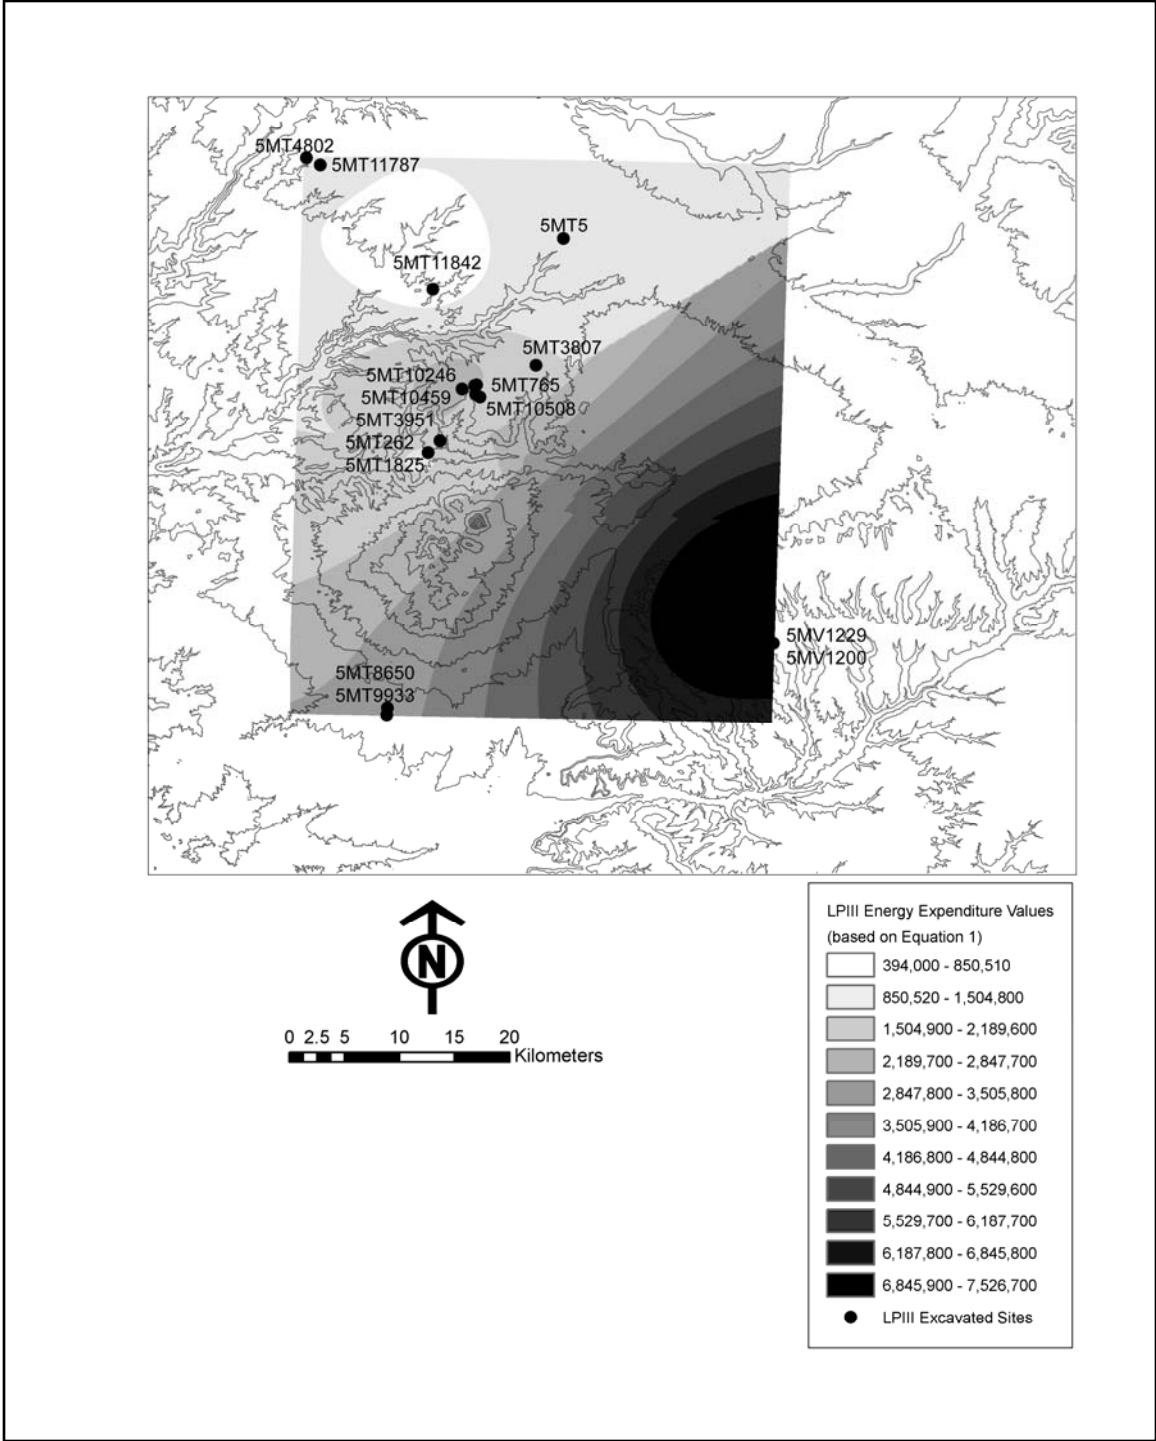 5MT4802
5MT11787
5MT5
5MT11842
5MT3807
5MT10246
5MT765
5MT10459
5MT10508
5MT3951
5MT262
5MT1825
5MV1229
5MV1200
5MT8650
5MT9933
N
0 2.5 5 10 15 20
Kilometers
LPIII Energy Expenditure Values
(based on Equation 1)
394,000 - 850,510
850,520 - 1,504,800
1,504,900 - 2,189,600
2,189,700 - 2,847,700
2,847,800 - 3,505,800
3,505,900 - 4,186,700
4,186,800 - 4,844,800
4,844,900 - 5,529,600
5,529,700 - 6,187,700
6,187,800 - 6,845,800
6,845,900 - 7,526,700
LPIII Excavated Sites